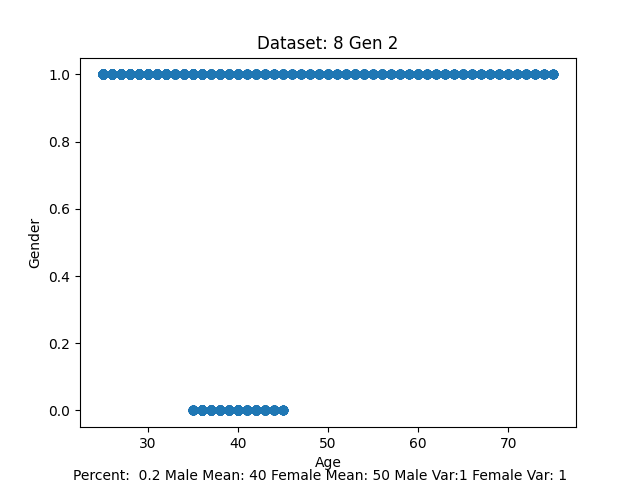 Dataset: 8 Gen 2
1.0
0.8
0.6
0.4
0.2
0.0
Gender
30 40 50 60 70
Age
Percent:  0.2 Male Mean: 40 Female Mean: 50 Male Var:1 Female Var: 1